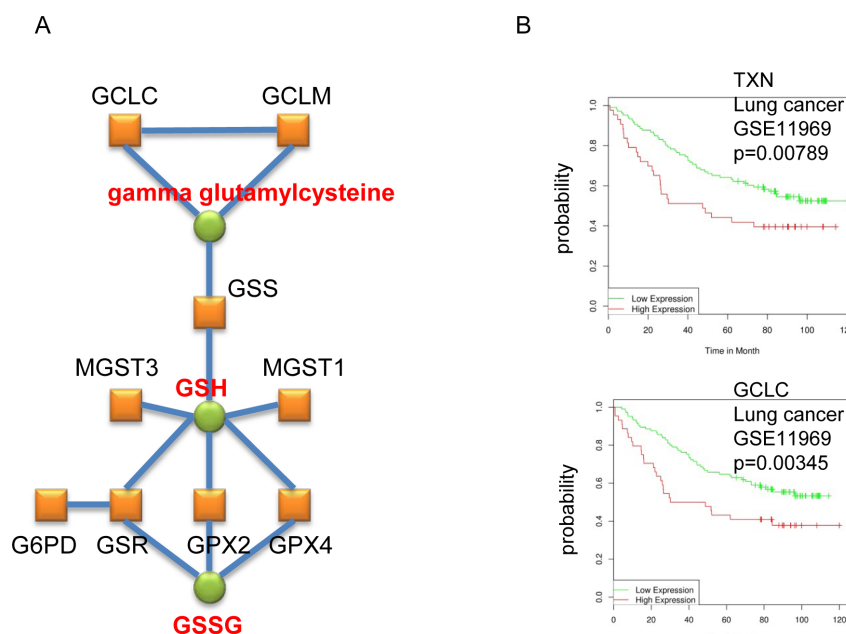 A
GCLC
GCLM
gamma glutamylcysteine
GSS
MGST3
GSH
MGST1
G6PD
GSR
GPX2
GPX4
GSSG
B
TXN
Lung cancer
GSE11969
p=0.00789
probability
1.0
0.8
0.6
0.4
0.2
0.0
Low Expression
High Expression
0 20 40 60 80 100 120
Time in Month
GCLC
Lung cancer
GSE11969
p=0.00345
probability
1.0
0.8
0.6
0.4
0.2
0.0
Low Expression
High Expression
0 20 40 60 80 100 120